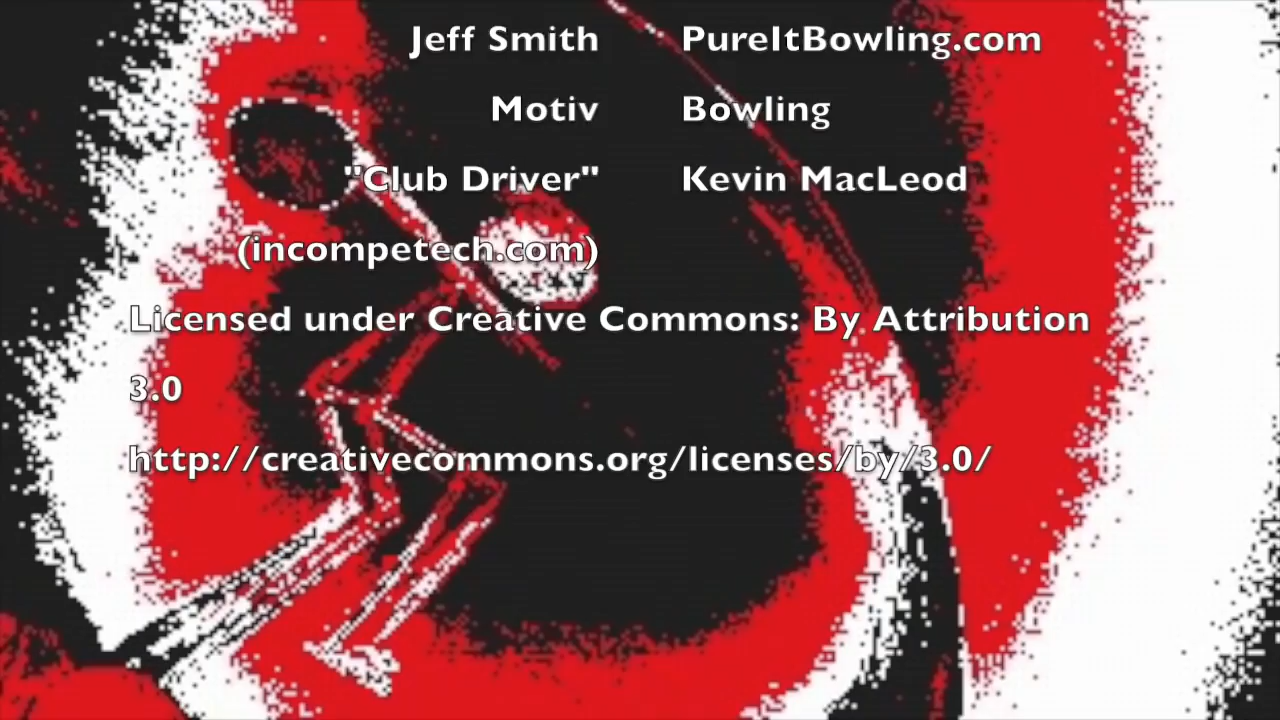 Jeff Smith PureItBowling.com
Motiv Bowling
"Club Driver" Kevin MacLeod
(incompetech.com)
Licensed under Creative Commons: By Attribution
3.0
http://creativecommons.org/licenses/by/3.0/